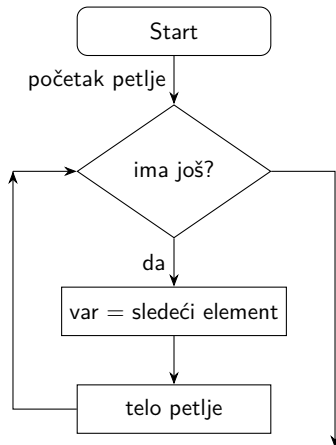 Start
početak petlje
ima još?
da
var = sledeći element
telo petlje